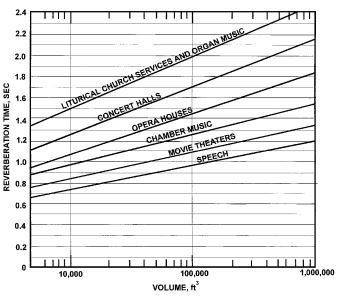 2.4
2.2
2.0
1.8
1.6
1.4
1.2
1.0
0.8
0.6
0.4
0.2
0
REVERBERATION TIME, SEC
LITURICAL CHURCH SERVICES AND ORGAN MUSIC
CONCERT HALLS
OPERA HOUSES
CHAMBER MUSIC
MOVIE THEATERS
SPEECH
10,000 100,000 1,000,000
VOLUME, ft³